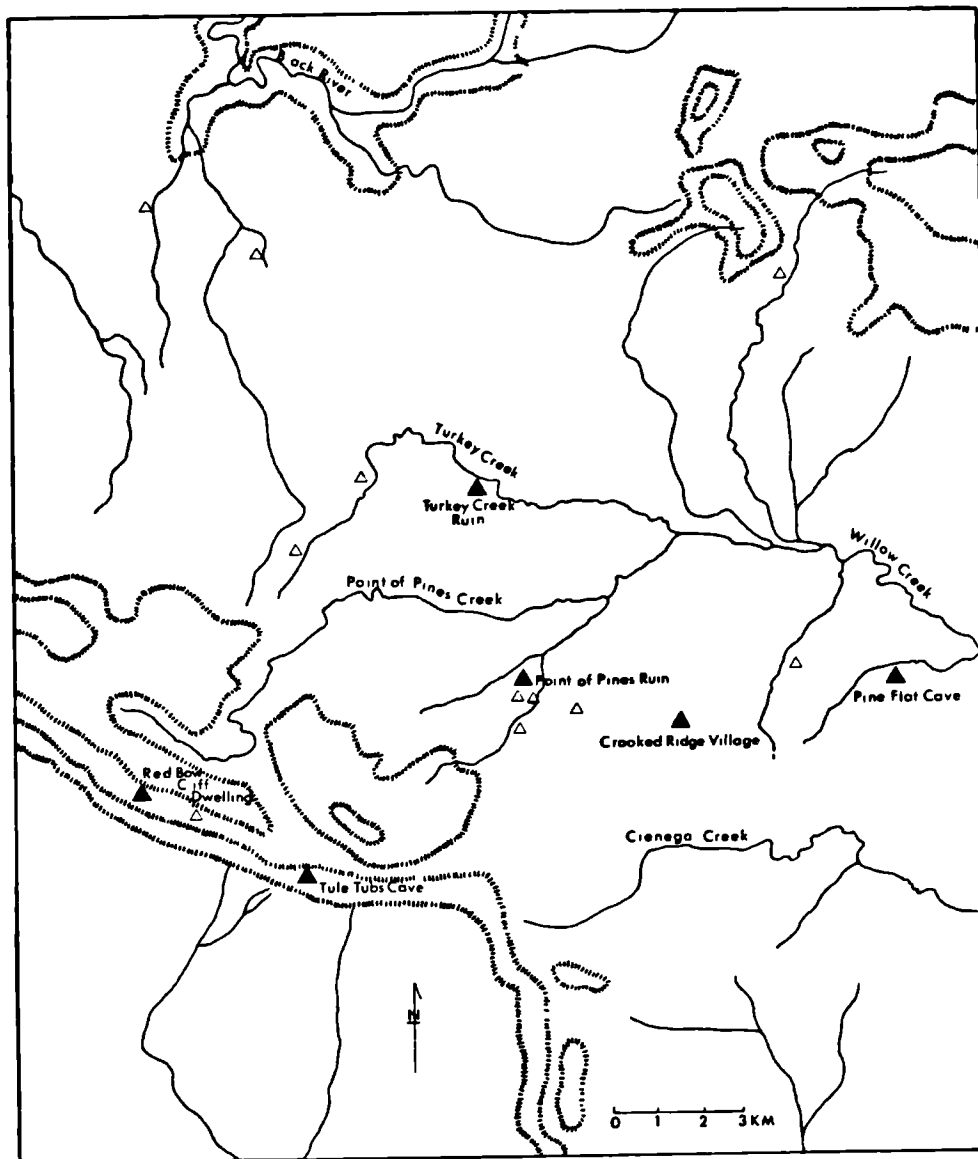 River
Turkey Creek
Turkey Creek
Ruin
Willow Creek
Point of Pines
Creek
Point of Pines Ruin
Pine Flat Cave
Crooked Ridge Village
Red Bow
Cliff
Dwelling
Cienega Creek
Tule Tubs Cave
N
0 1 2 3 KM